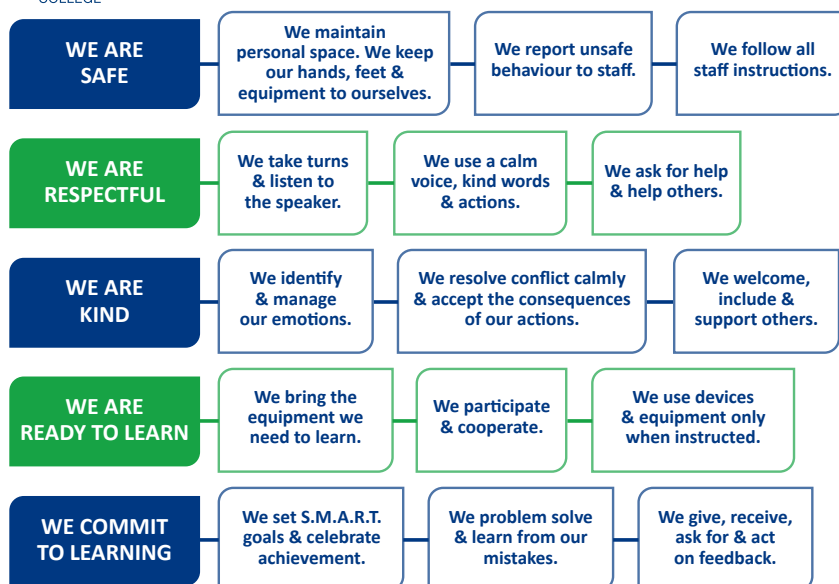 COLLEGE
WE ARE
SAFE
We maintain
personal space. We keep
our hands, feet &
equipment to ourselves.
We report unsafe
behaviour to staff.
We follow all
staff instructions.
WE ARE
RESPECTFUL
We take turns
& listen to
the speaker.
We use a calm
voice, kind words
& actions.
We ask for help
& help others.
WE ARE
KIND
We identify
& manage
our emotions.
We resolve conflict calmly
& accept the consequences
of our actions.
We welcome,
include &
support others.
WE ARE
READY TO LEARN
We bring the
equipment we
need to learn.
We participate
& cooperate.
We use devices
& equipment only
when instructed.
WE COMMIT
TO LEARNING
We set S.M.A.R.T.
goals & celebrate
achievement.
We problem solve
& learn from our
mistakes.
We give, receive,
ask for & act
on feedback.